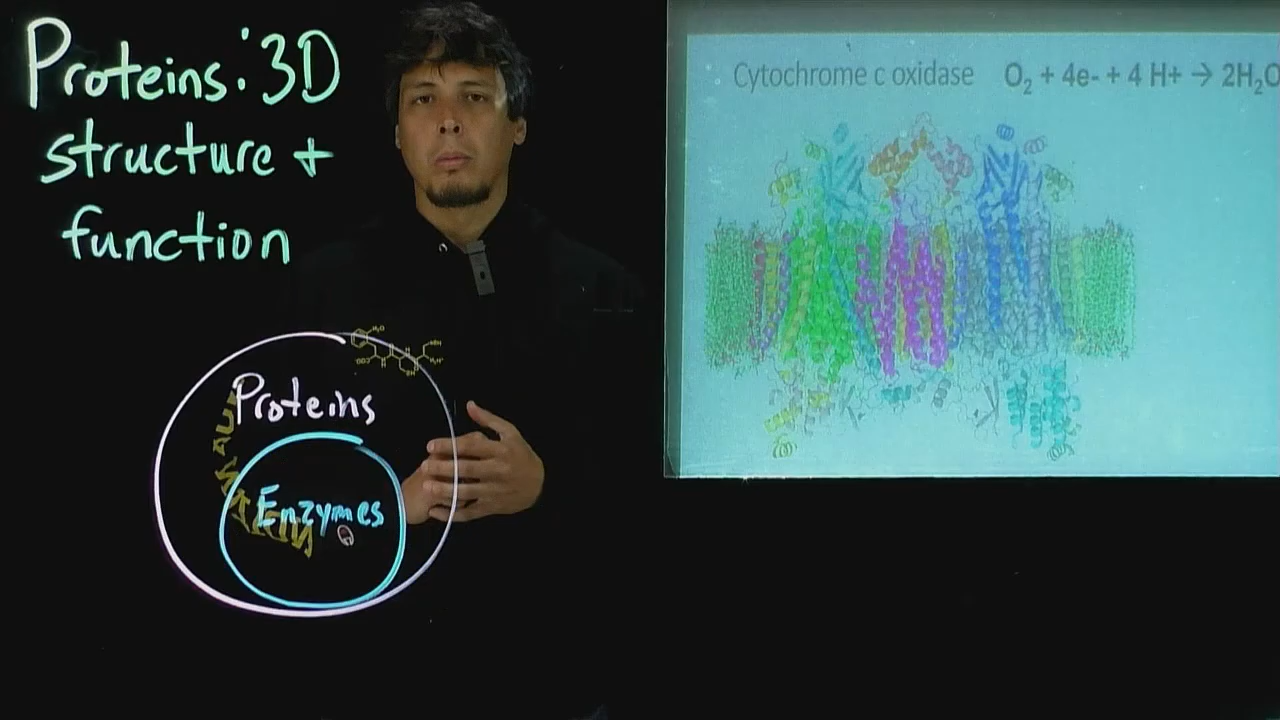 Proteins: 3D
structure +
function
Cytochrome c oxidase O₂ + 4e- + 4 H+ → 2H₂O
Proteins
Enzymes